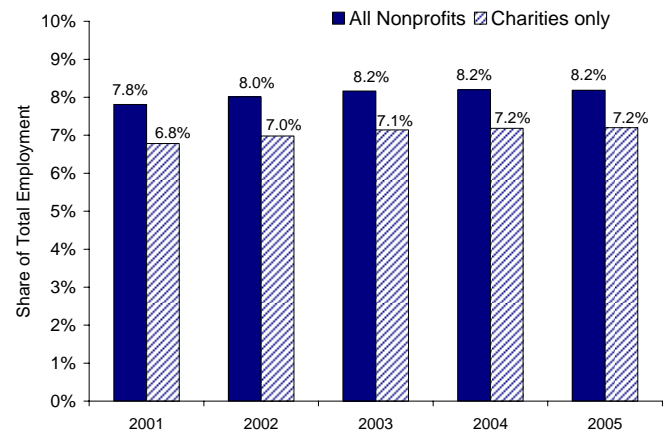 All Nonprofits Charities only
10%
9%
8%
7%
6%
5%
4%
3%
2%
1%
0%
Share of Total Employment
7.8% 8.0% 8.2% 8.2% 8.2%
6.8% 7.0% 7.1% 7.2% 7.2%
2001 2002 2003 2004 2005